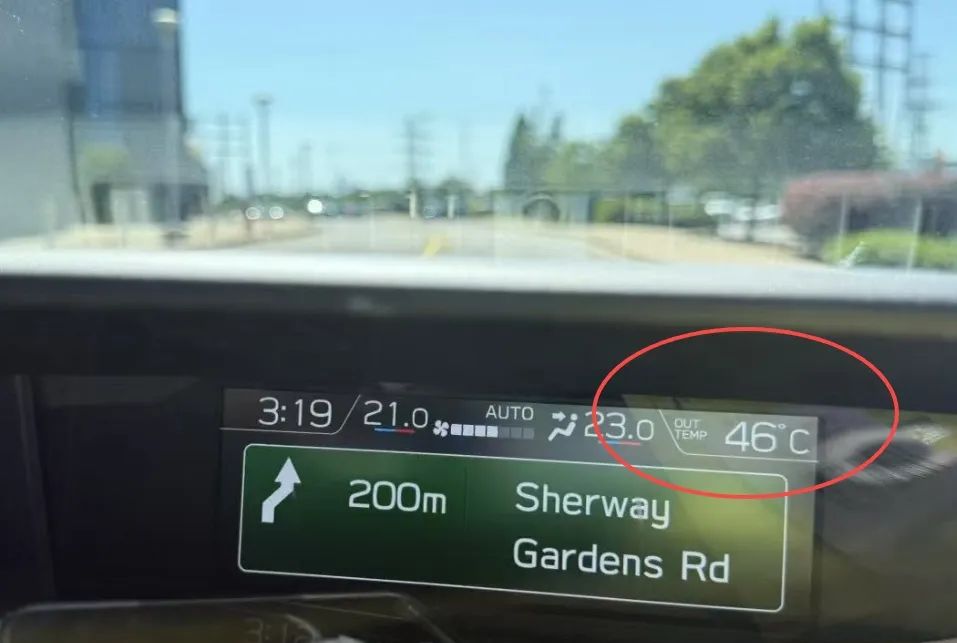 3:19 21.0 AUTO 23.0 OUT TEMP 46°C
200m Sherway
Gardens Rd